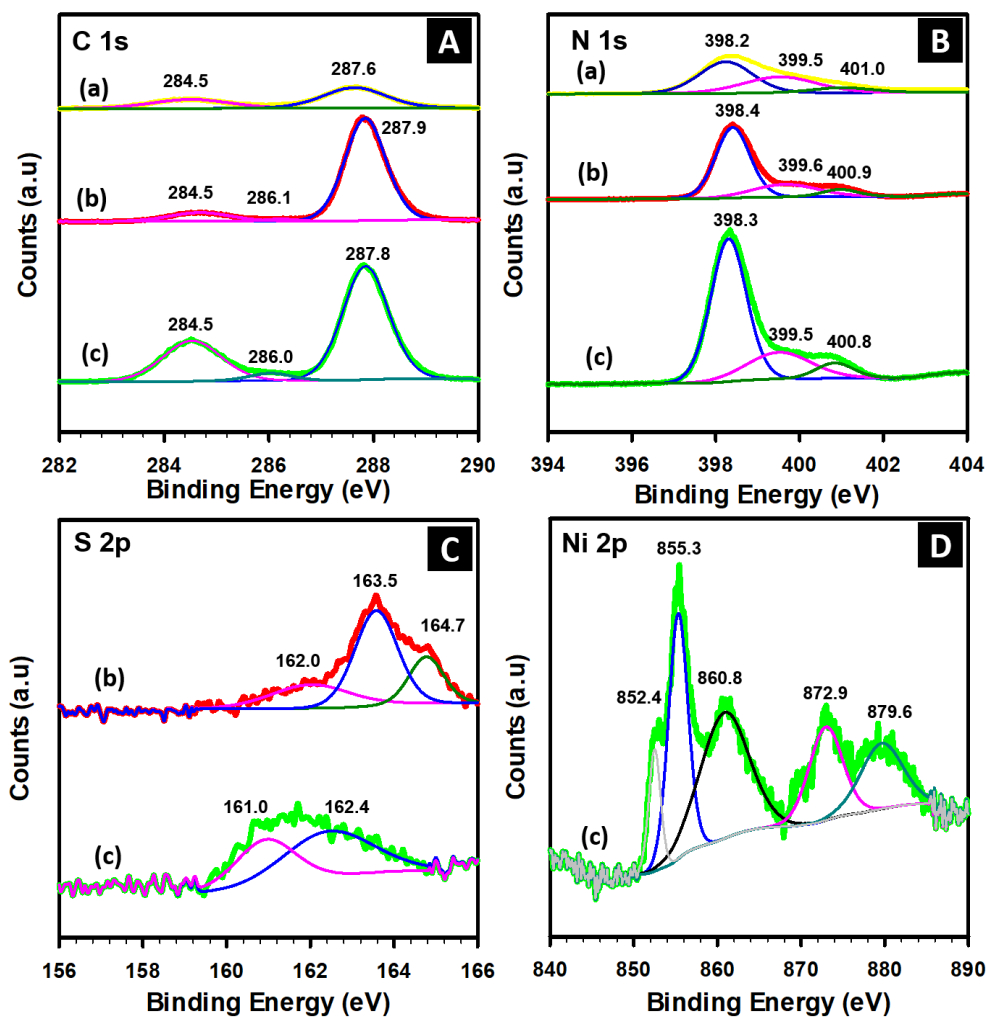 C 1s
A
(a)
284.5
287.6
(b)
284.5
286.1
287.9
(c)
284.5
286.0
287.8
Counts (a.u)
282 284 286 288 290
Binding Energy (eV)
N 1s
B
(a)
398.2
399.5
401.0
(b)
398.4
399.6
400.9
(c)
398.3
399.5
400.8
Counts (a.u)
394 396 398 400 402 404
Binding Energy (eV)
S 2p
C
(b)
162.0
163.5
164.7
(c)
161.0
162.4
Counts (a.u)
156 158 160 162 164 166
Binding Energy (eV)
Ni 2p
D
852.4
855.3
860.8
872.9
879.6
(c)
Counts (a.u)
840 850 860 870 880 890
Binding Energy (eV)